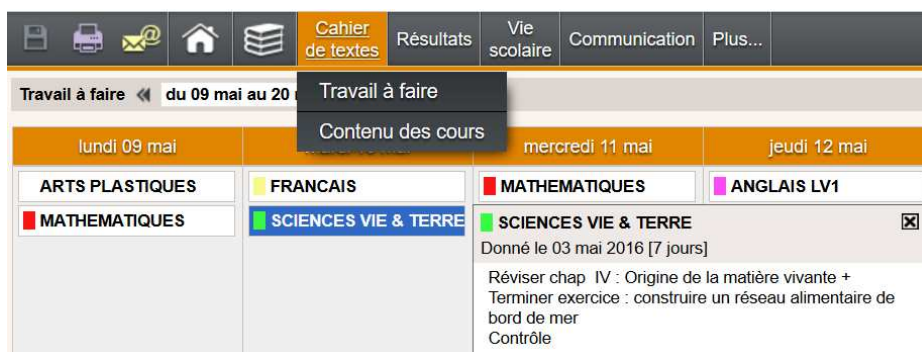 Cahier de textes
Résultats
Vie scolaire
Communication
Plus...
Travail à faire
du 09 mai au 20
Travail à faire
Contenu des cours
lundi 09 mai
mercredi 11 mai
jeudi 12 mai
ARTS PLASTIQUES
FRANCAIS
MATHEMATIQUES
ANGLAIS LV1
MATHEMATIQUES
SCIENCES VIE & TERRE
SCIENCES VIE & TERRE
Donné le 03 mai 2016 [7 jours]
Réviser chap IV : Origine de la matière vivante +
Terminer exercice : construire un réseau alimentaire de
bord de mer
Contrôle